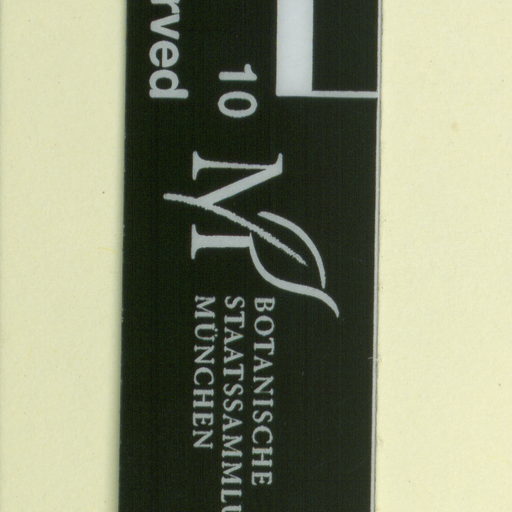 rved
10
M
BOTANISCHE
STAATSSAMMLU
MÜNCHEN